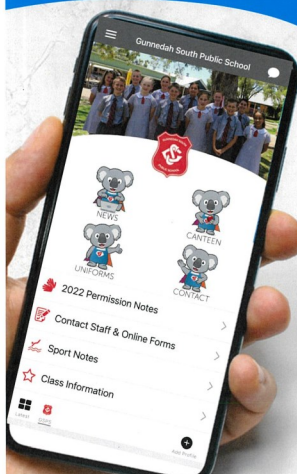 Gunnedah South Public School
NEWS
CANTEEN
UNIFORMS
CONTACT
2022 Permission Notes
Contact Staff & Online Forms
Sport Notes
Class Information
Latest
GSPS
Add Profile